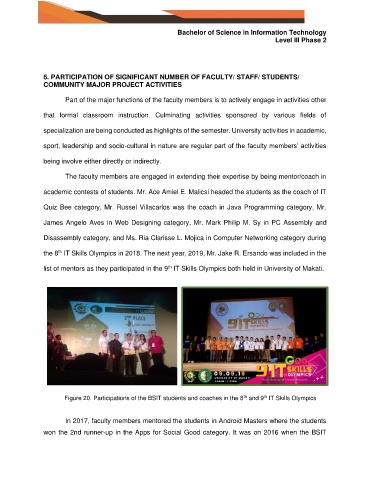 Bachelor of Science in Information Technology
Level III Phase 2
6. PARTICIPATION OF SIGNIFICANT NUMBER OF FACULTY/ STAFF/ STUDENTS/
COMMUNITY MAJOR PROJECT ACTIVITIES
Part of the major functions of the faculty members is to actively engage in activities other
that formal classroom instruction. Culminating activities sponsored by various fields of
specialization are being conducted as highlights of the semester. University activities in academic,
sport, leadership and socio-cultural in nature are regular part of the faculty members' activities
being involve either directly or indirectly.
The faculty members are engaged in extending their expertise by being mentor/coach in
academic contests of students. Mr. Ace Amiel E. Malicsi headed the students as the coach of IT
Quiz Bee category, Mr. Russel Villacarlos was the coach in Java Programming category, Mr.
James Angelo Aves in Web Designing category, Mr. Mark Philip M. Sy in PC Assembly and
Disassembly category, and Ms. Ria Clarisse L. Mojica in Computer Networking category during
the 8th IT Skills Olympics in 2018. The next year, 2019, Mr. Jake R. Ersando was included in the
list of mentors as they participated in the 9th IT Skills Olympics both held in University of Makati.
2ND PLACE
9IT SKILLS
OLYMPICS
09.09.19
9IT SKILLS
OLYMPICS
Figure 20. Participations of the BSIT students and coaches in the 8th and 9th IT Skills Olympics
In 2017, faculty members mentored the students in Android Masters where the students
won the 2nd runner-up in the Apps for Social Good category. It was on 2016 when the BSIT